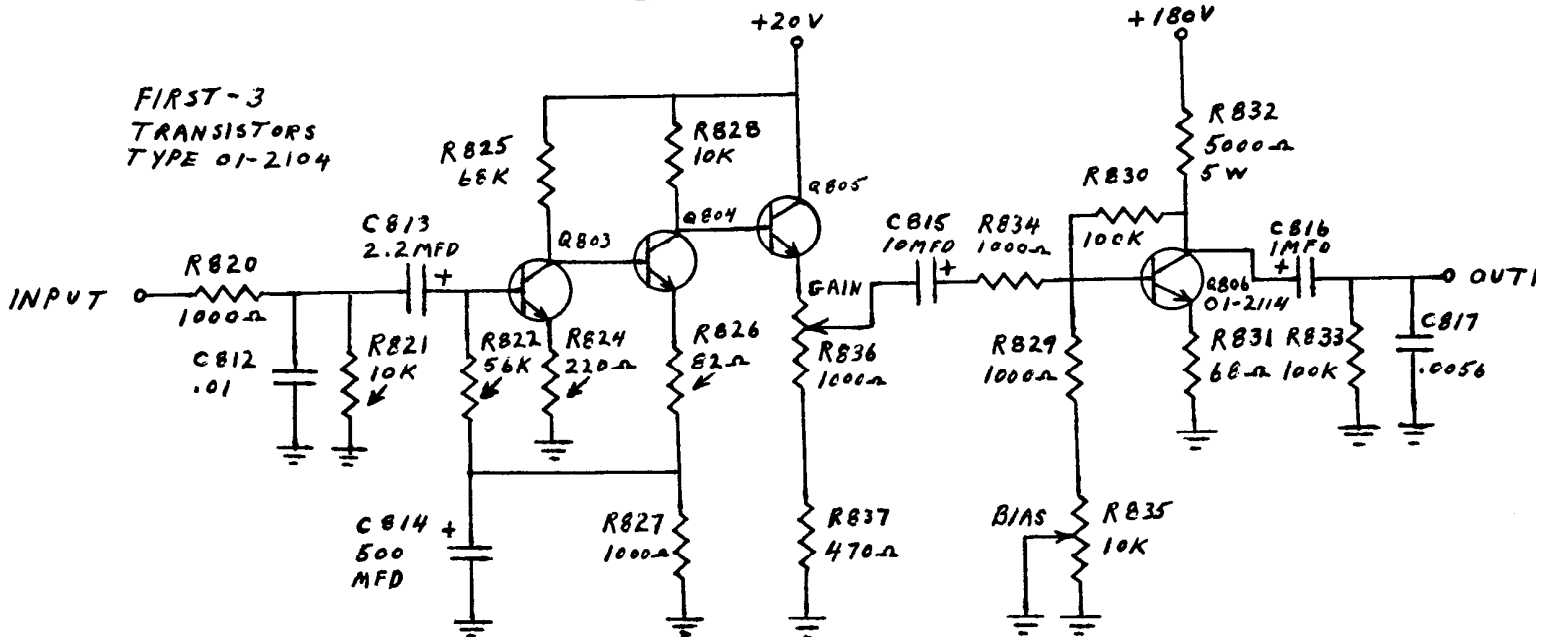 +20V
+180V
FIRST-3
TRANSISTORS
TYPE 01-2104
R825
68K
R828
10K
R832
5000Ω
5W
Q805
R830
100K
C813
2.2MFD
+
Q803
Q804
C815
10MFD
+
R834
1000Ω
C816
1MFD
+
R820
1000Ω
INPUT
GAIN
Q806
01-2114
OUT1
C812
.01
R821
10K
R822
56K
R824
220Ω
R826
82Ω
R836
1000Ω
R829
1000Ω
R831
68Ω
R833
100K
C817
.0056
C814
500
MFD
+
R827
1000Ω
R837
470Ω
BIAS
R835
10K